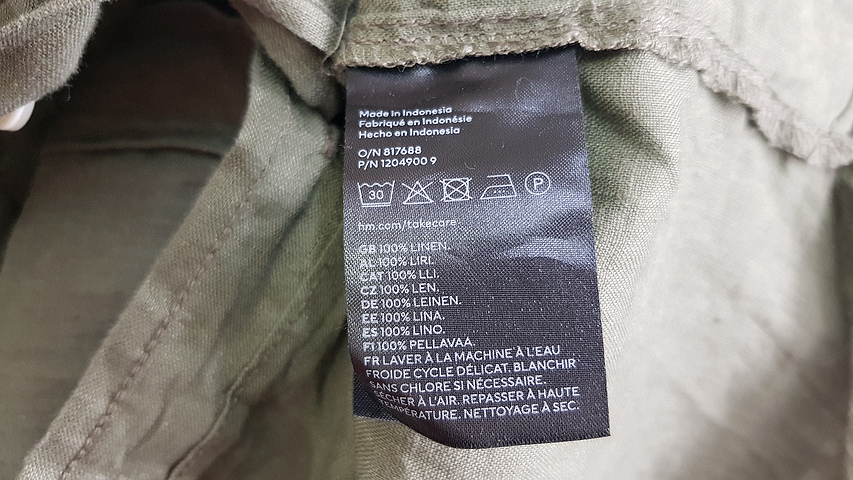 Made in Indonesia
Fabriqué en Indonésie
Hecho en Indonesia
O/N 817688
P/N 1204900 9
30
P
hm.com/takecare
GB 100% LINEN.
AL 100% LIRI.
CAT 100% LLI.
CZ 100% LEN.
DE 100% LEINEN.
EE 100% LINA.
ES 100% LINO.
FI 100% PELLAVAA.
FR LAVER À LA MACHINE À L'EAU
FROIDE CYCLE DÉLICAT. BLANCHIR
SANS CHLORE SI NÉCESSAIRE.
SÉCHER À L'AIR. REPASSER À HAUTE
TEMPÉRATURE. NETTOYAGE À SEC.